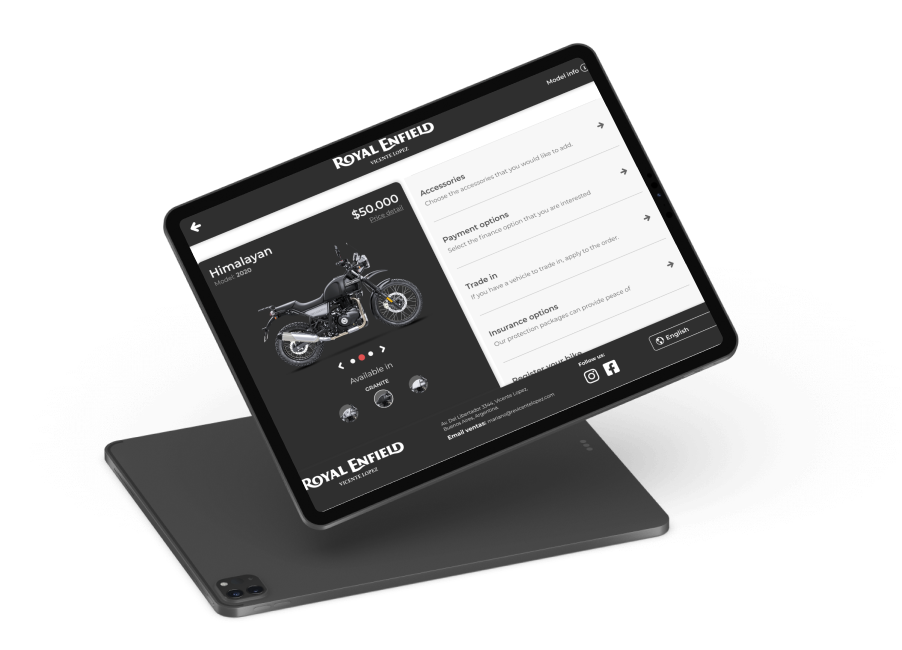 Model info
ROYAL ENFIELD
VICENTE LOPEZ
$50.000
Price detail
Himalayan
Model: 2020
Available in
GRANITE
Accessories
Choose the accessories that you would like to add.
Payment options
Select the finance option that you are interested
Trade in
If you have a vehicle to trade in, apply to the order.
Insurance options
Our protection packages can provide peace of
Register your bike
ROYAL ENFIELD
VICENTE LOPEZ
Av. Del Libertador 3344, Vicente Lopez,
Buenos Aires, Argentina.
Email ventas:
Follow us:
English